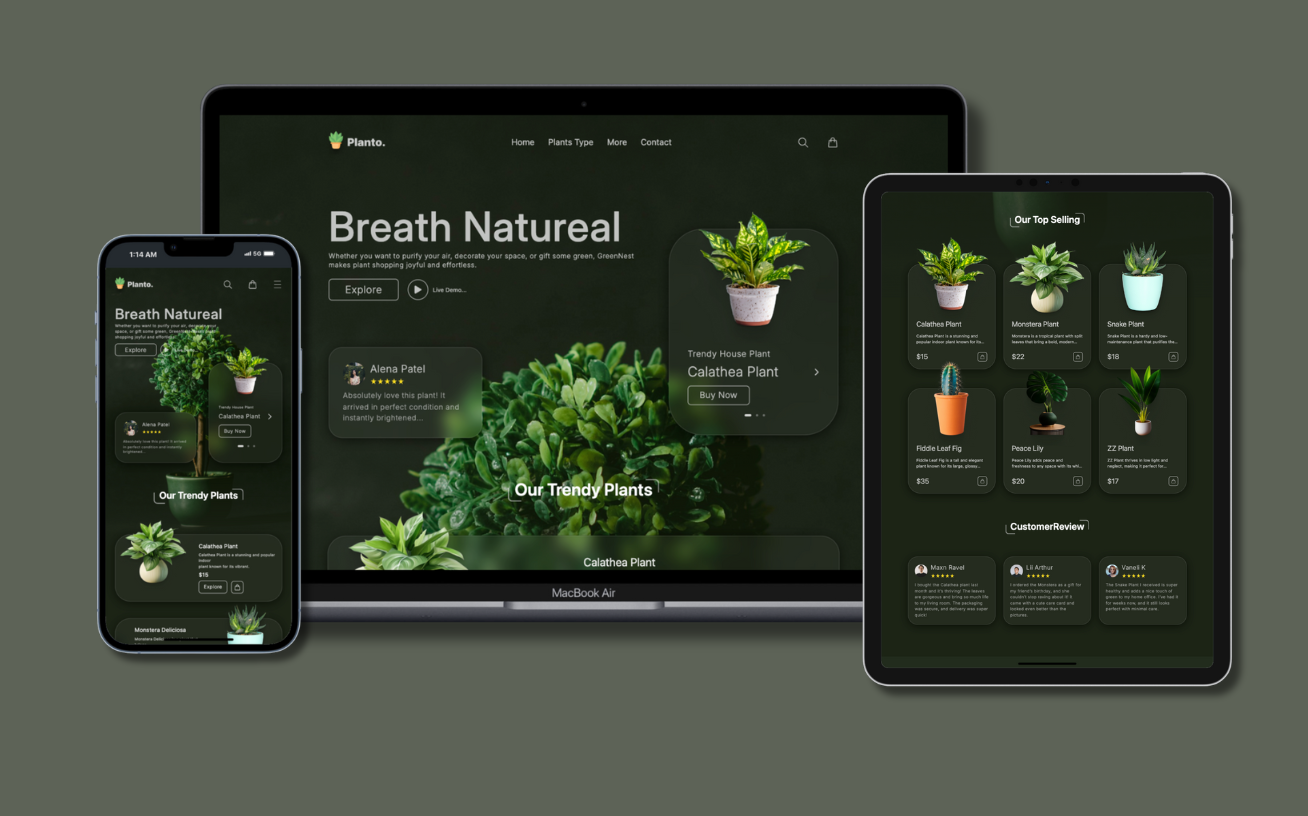 Planto.
Home Plants Type More Contact
Breath Natureal
Whether you want to purify your air, decorate your space, or gift some green, GreenNest
makes plant shopping joyful and effortless.
Explore
Live Demo...
Alena Patel
Absolutely love this plant! It
arrived in perfect condition and
instantly brightened...
Trendy House Plant
Calathea Plant
Buy Now
Our Trendy Plants
Calathea Plant
MacBook Air
1:14 AM
5G
Planto.
Breath Natureal
Whether you want to purify your air, decorate your
space, or gift some green, GreenNest
shopping joyful and effortless.
Explore
Trendy House Plant
Calathea Plant
Buy Now
Alena Patel
Absolutely love this plant! It arrived
in perfect condition and instantly
brightened...
Our Trendy Plants
Calathea Plant
Calathea Plant is a stunning and popular
indoor
plant known for its vibrant.
$15
Explore
Monstera Deliciosa
Our Top Selling
Calathea Plant
Calathea Plant is a stunning and
popular indoor plant known for its...
$15
Monstera Plant
Monstera is a tropical plant with split
leaves that bring a bold, modern...
$22
Snake Plant
Snake Plant is a hardy and low-
maintenance plant that purifies the...
$18
Fiddle Leaf Fig
Fiddle Leaf Fig is a tall and elegant
plant known for its large, glossy...
$35
Peace Lily
Peace Lily adds peace and
freshness to any space with its whi...
$20
ZZ Plant
ZZ Plant thrives in low light and
neglect, making it perfect for...
$17
CustomerReview
Maxn Ravel
I bought the Calathea plant last
month and it's thriving! The leaves
are gorgeous and bring so much life
to my living room. The packaging
was secure, and delivery was super
quick!
Lii Arthur
I ordered the Monstera as a gift for
my friend's birthday, and she
couldn't stop raving about it! It
came with a cute care card and
looked even better than the
pictures.
Vaneli K
The Snake Plant I received is super
healthy and adds a nice touch of
green to my home office. I've had it
for weeks now, and it still looks
perfect with minimal care.